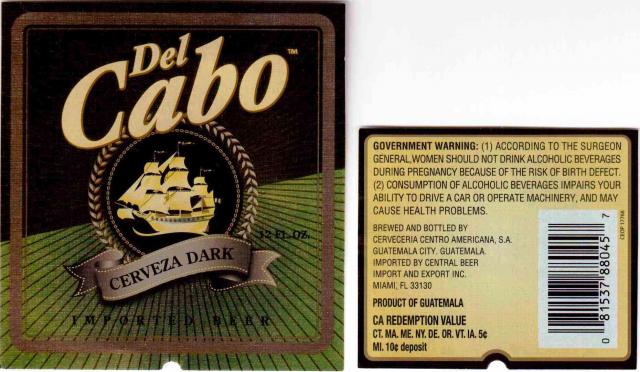 Del
Cabo™
12 FL. OZ.
CERVEZA DARK
IMPORTED BEER
GOVERNMENT WARNING: (1) ACCORDING TO THE SURGEON
GENERAL,WOMEN SHOULD NOT DRINK ALCOHOLIC BEVERAGES
DURING PREGNANCY BECAUSE OF THE RISK OF BIRTH DEFECT.
(2) CONSUMPTION OF ALCOHOLIC BEVERAGES IMPAIRS YOUR
ABILITY TO DRIVE A CAR OR OPERATE MACHINERY, AND MAY
CAUSE HEALTH PROBLEMS.
BREWED AND BOTTLED BY
CERVECERIA CENTRO AMERICANA, S.A.
GUATEMALA CITY. GUATEMALA.
IMPORTED BY CENTRAL BEER
IMPORT AND EXPORT INC.
MIAMI, FL 33130
PRODUCT OF GUATEMALA
CA REDEMPTION VALUE
CT. MA. ME. NY. DE. OR. VT. IA. 5¢
MI. 10¢ deposit
0 81537 88045 7